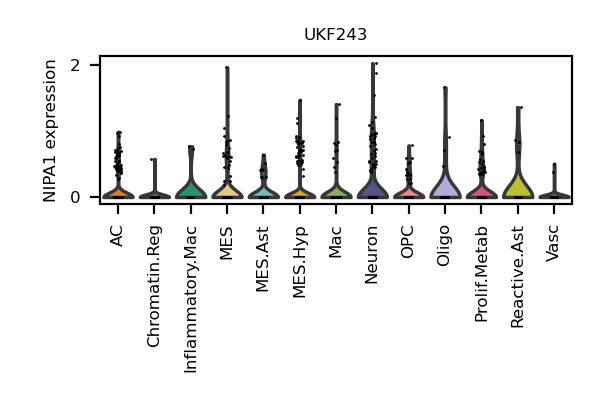 UKF243
NIPA1 expression
2
0
AC
Chromatin.Reg
Inflammatory.Mac
MES
MES.Ast
MES.Hyp
Mac
Neuron
OPC
Oligo
Prolif.Metab
Reactive.Ast
Vasc